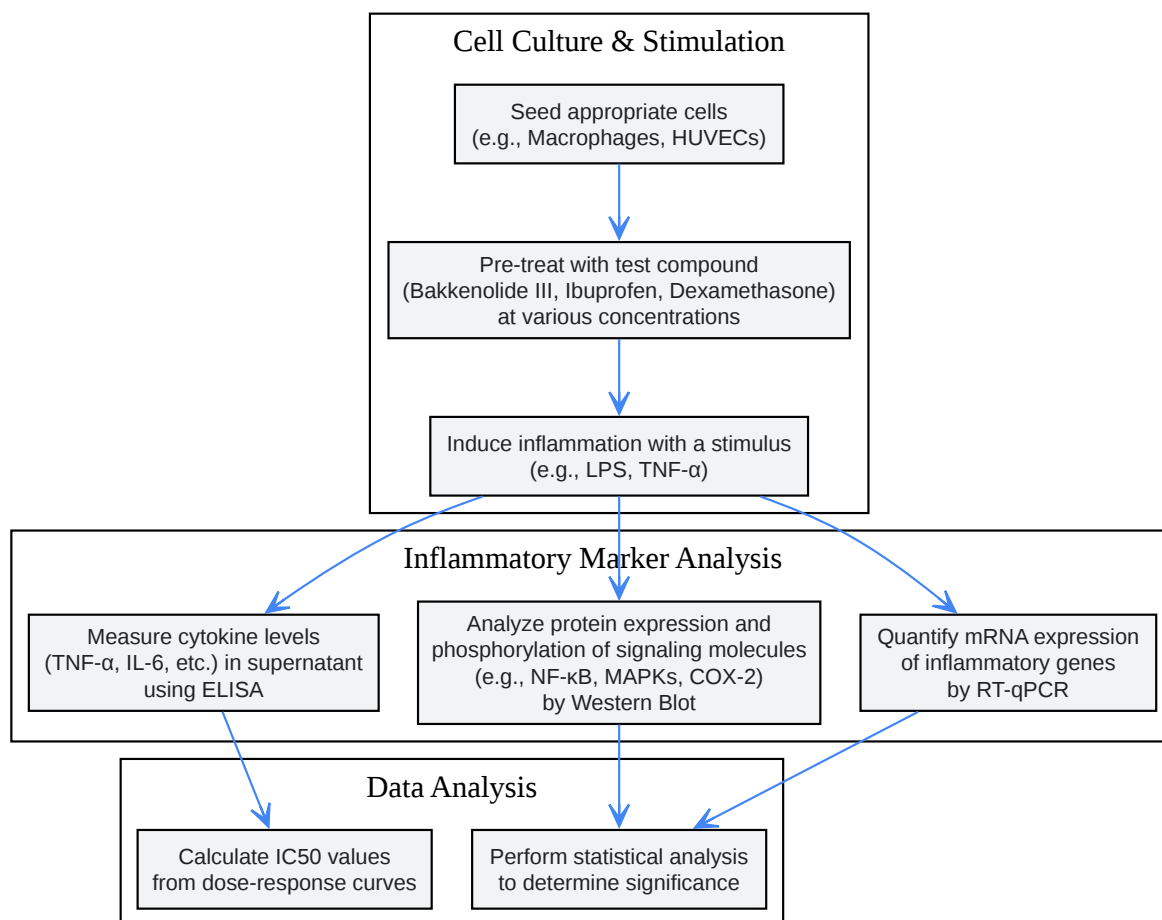 Cell Culture & Stimulation
Seed appropriate cells
(e.g., Macrophages, HUVECs)
Pre-treat with test compound
(Bakkenolide III, Ibuprofen, Dexamethasone)
at various concentrations
Induce inflammation with a stimulus
(e.g., LPS, TNF-α)
Inflammatory Marker Analysis
Measure cytokine levels
(TNF-α, IL-6, etc.) in supernatant
using ELISA
Analyze protein expression and
phosphorylation of signaling molecules
(e.g., NF-κB, MAPKs, COX-2)
by Western Blot
Quantify mRNA expression
of inflammatory genes
by RT-qPCR
Data Analysis
Calculate IC50 values
from dose-response curves
Perform statistical analysis
to determine significance